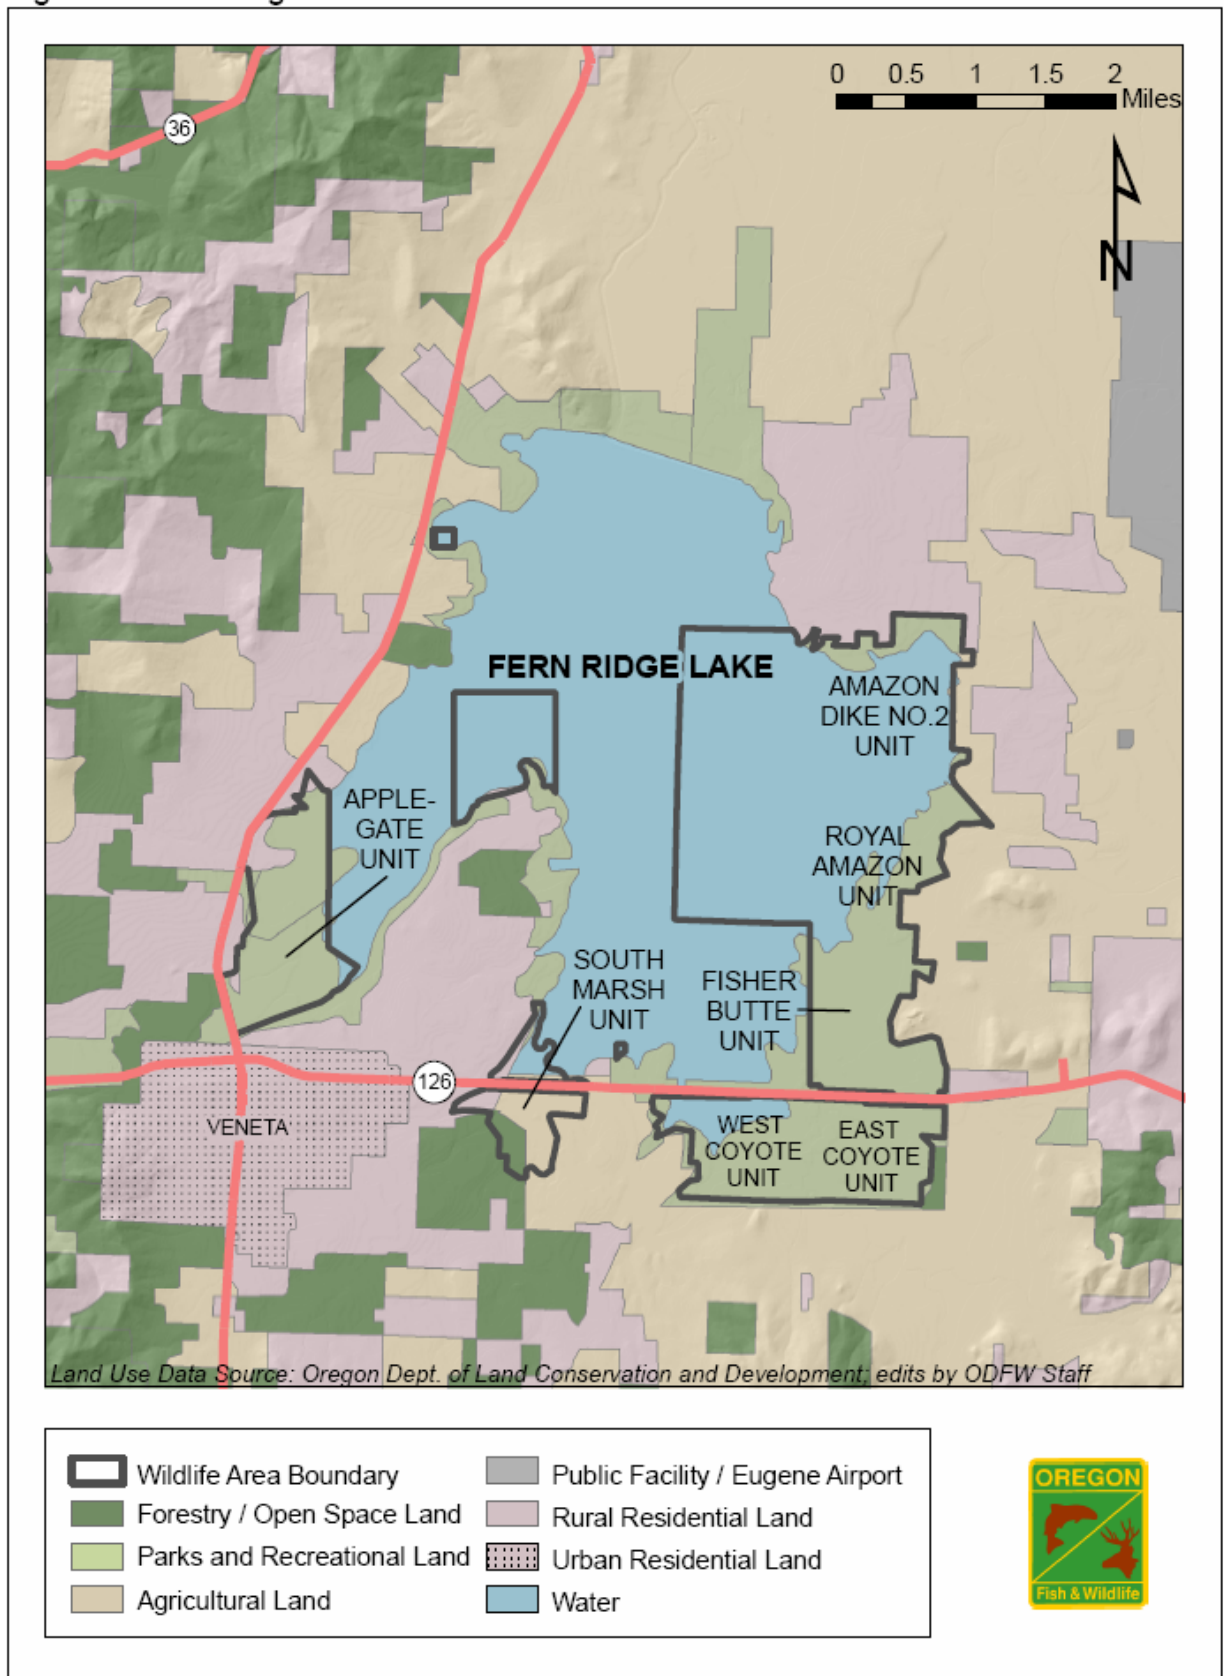 0 0.5 1 1.5 2
Miles
36
N
FERN RIDGE LAKE
AMAZON
DIKE NO.2
UNIT
APPLE-
GATE
UNIT
ROYAL
AMAZON
UNIT
SOUTH
MARSH
UNIT
FISHER
BUTTE
UNIT
126
VENETA
WEST
COYOTE
UNIT
EAST
COYOTE
UNIT
Land Use Data Source: Oregon Dept. of Land Conservation and Development; edits by ODFW Staff
Wildlife Area Boundary
Forestry / Open Space Land
Parks and Recreational Land
Agricultural Land
Public Facility / Eugene Airport
Rural Residential Land
Urban Residential Land
Water
OREGON
Fish & Wildlife